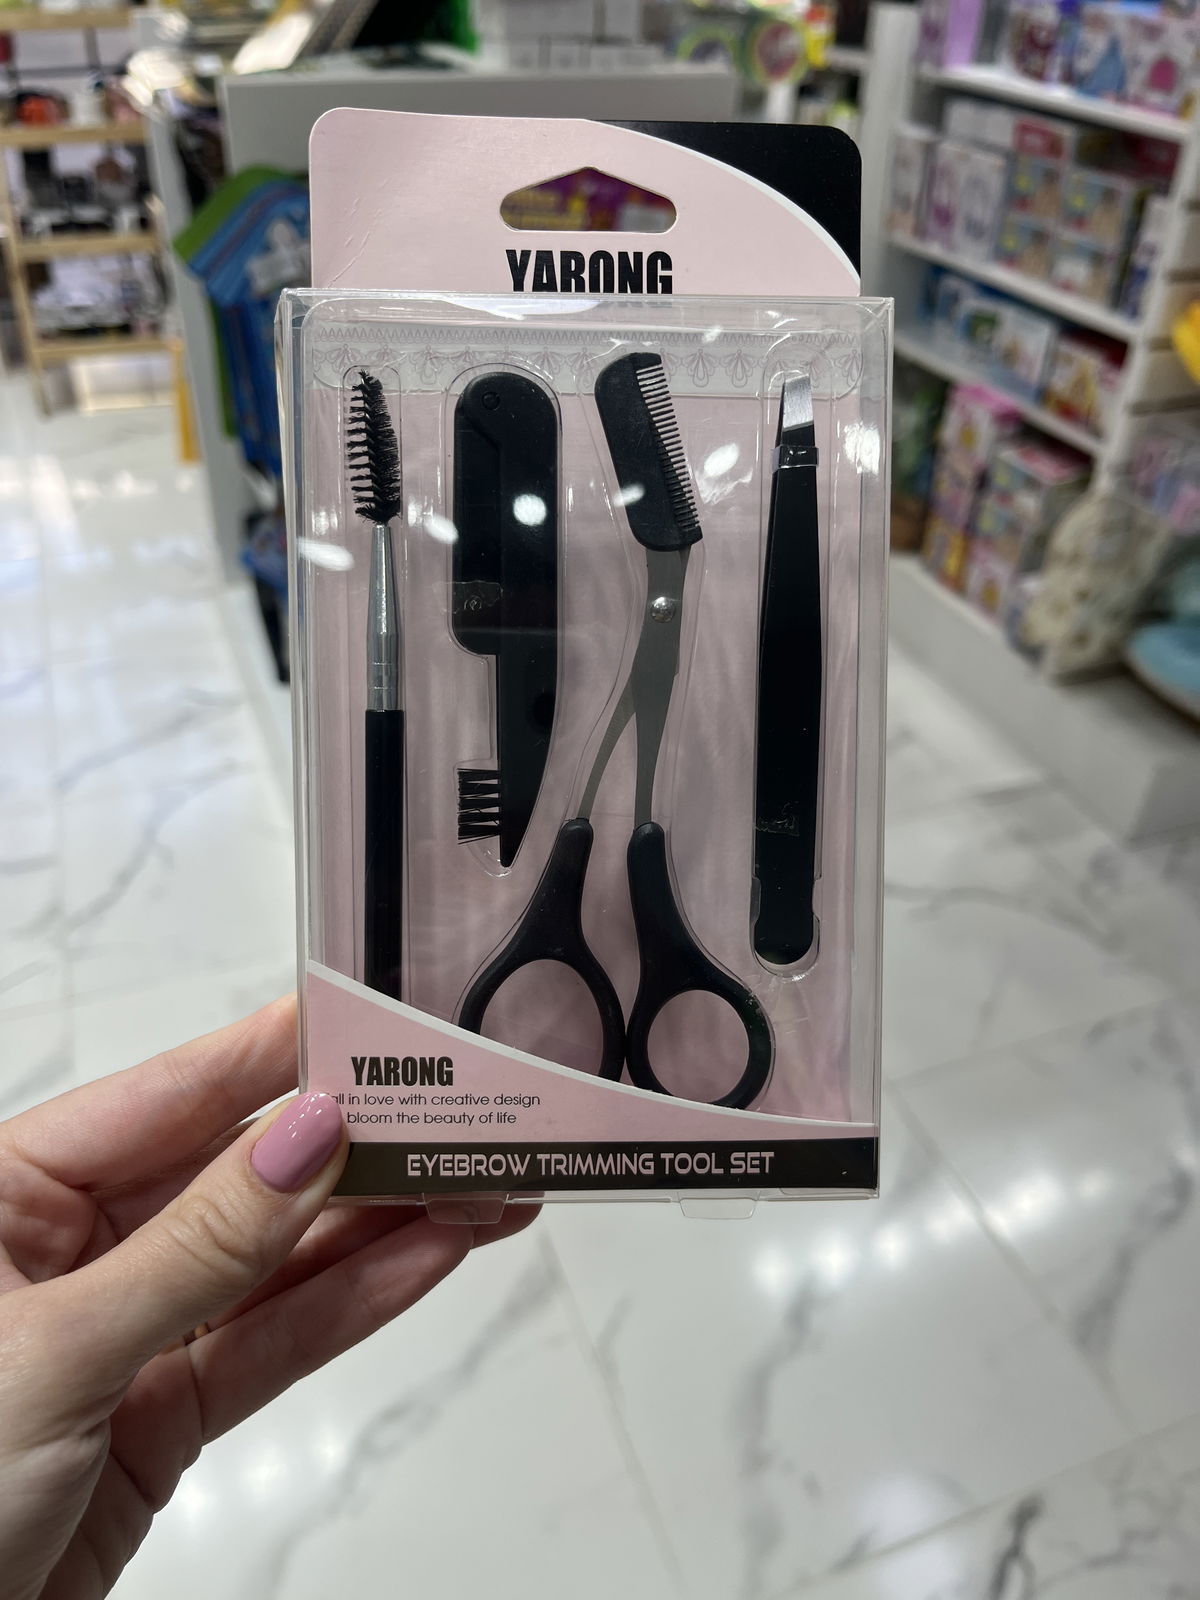 YARONG
YARONG
all in love with creative design
bloom the beauty of life
EYEBROW TRIMMING TOOL SET